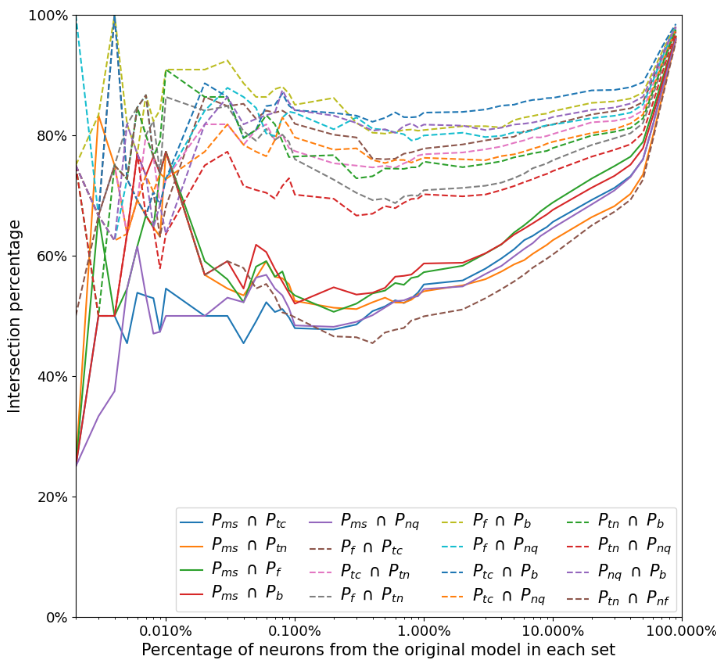 100%
80%
60%
40%
20%
0%
Intersection percentage
P_ms ∩ P_tc
P_ms ∩ P_tn
P_ms ∩ P_f
P_ms ∩ P_b
P_ms ∩ P_nq
P_f ∩ P_tc
P_tc ∩ P_tn
P_f ∩ P_tn
P_f ∩ P_b
P_f ∩ P_nq
P_tc ∩ P_b
P_tc ∩ P_nq
P_tn ∩ P_b
P_tn ∩ P_nq
P_nq ∩ P_b
P_tn ∩ P_nf
0.010% 0.100% 1.000% 10.000% 100.000%
Percentage of neurons from the original model in each set